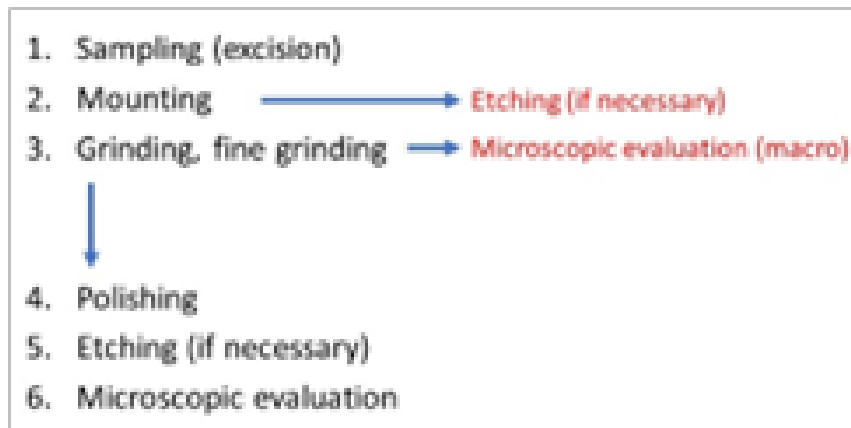 1. Sampling (excision)
2. Mounting Etching (if necessary)
3. Grinding, fine grinding Microscopic evaluation (macro)
4. Polishing
5. Etching (if necessary)
6. Microscopic evaluation